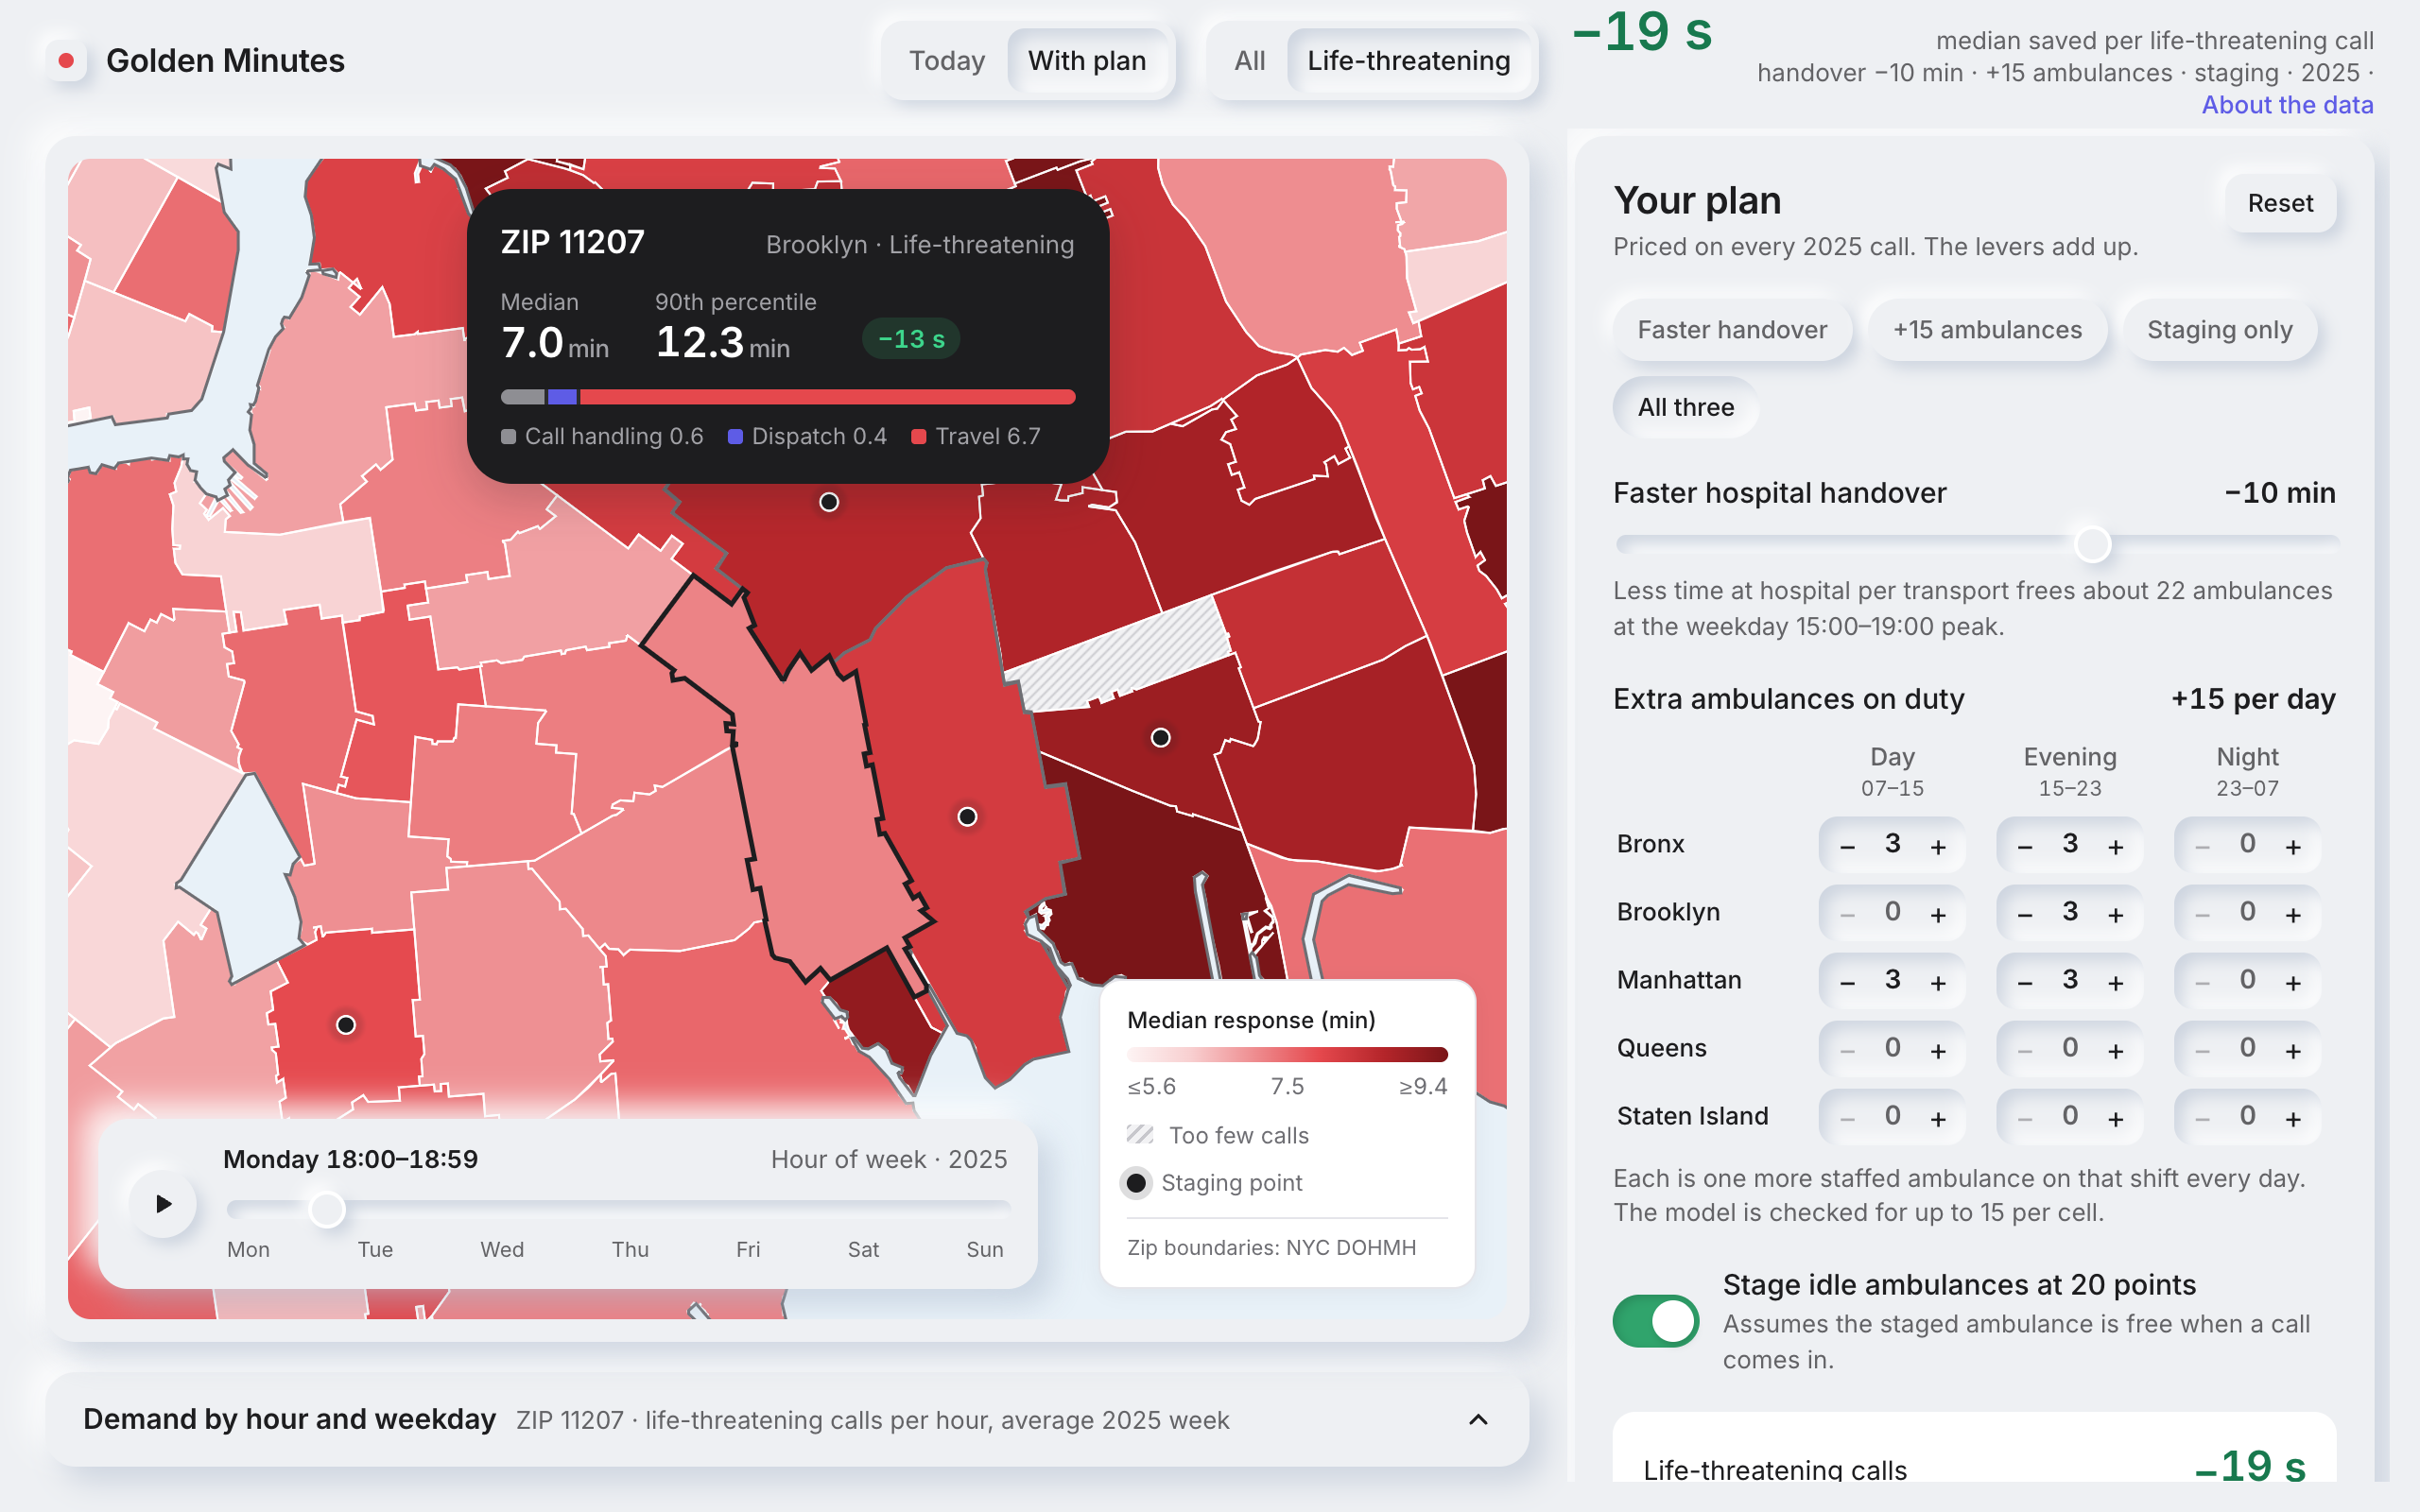 Golden Minutes
Today
With plan
All
Life-threatening
−19 s
median saved per life-threatening call
handover −10 min · +15 ambulances · staging · 2025 ·
About the data
ZIP 11207
Brooklyn · Life-threatening
Median
90th percentile
7.0 min
12.3 min
−13 s
Call handling 0.6
Dispatch 0.4
Travel 6.7
Median response (min)
≤5.6
7.5
≥9.4
Too few calls
Staging point
Zip boundaries: NYC DOHMH
Monday 18:00–18:59
Hour of week · 2025
Mon
Tue
Wed
Thu
Fri
Sat
Sun
Demand by hour and weekday
ZIP 11207 · life-threatening calls per hour, average 2025 week
Your plan
Reset
Priced on every 2025 call. The levers add up.
Faster handover
+15 ambulances
Staging only
All three
Faster hospital handover
−10 min
Less time at hospital per transport frees about 22 ambulances
at the weekday 15:00–19:00 peak.
Extra ambulances on duty
+15 per day
Day
Evening
Night
07–15
15–23
23–07
Bronx
− 3 +
− 3 +
− 0 +
Brooklyn
− 0 +
− 3 +
− 0 +
Manhattan
− 3 +
− 3 +
− 0 +
Queens
− 0 +
− 0 +
− 0 +
Staten Island
− 0 +
− 0 +
− 0 +
Each is one more staffed ambulance on that shift every day.
The model is checked for up to 15 per cell.
Stage idle ambulances at 20 points
Assumes the staged ambulance is free when a call
comes in.
Life-threatening calls
−19 s